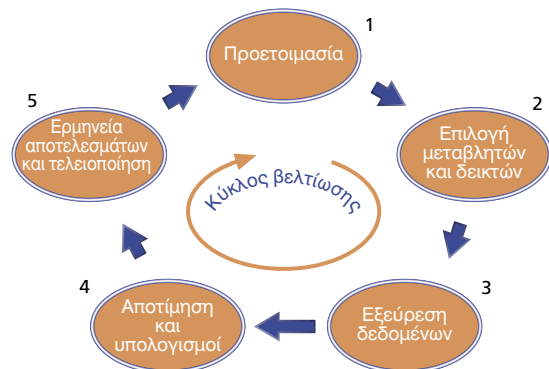 1
Προετοιμασία
2
Επιλογή
μεταβλητών
και δεικτών
3
Εξεύρεση
δεδομένων
4
Αποτίμηση
και
υπολογισμοί
5
Ερμηνεία
αποτελεσμάτων
και τελειοποίηση
Κύκλος βελτίωσης